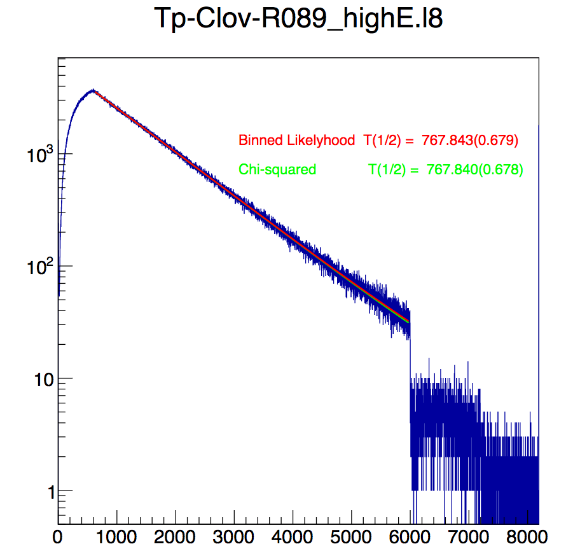 Tp-Clov-R089_highE.l8
Binned Likelyhood T(1/2) = 767.843(0.679)
Chi-squared T(1/2) = 767.840(0.678)
10³
10²
10
1
0 1000 2000 3000 4000 5000 6000 7000 8000